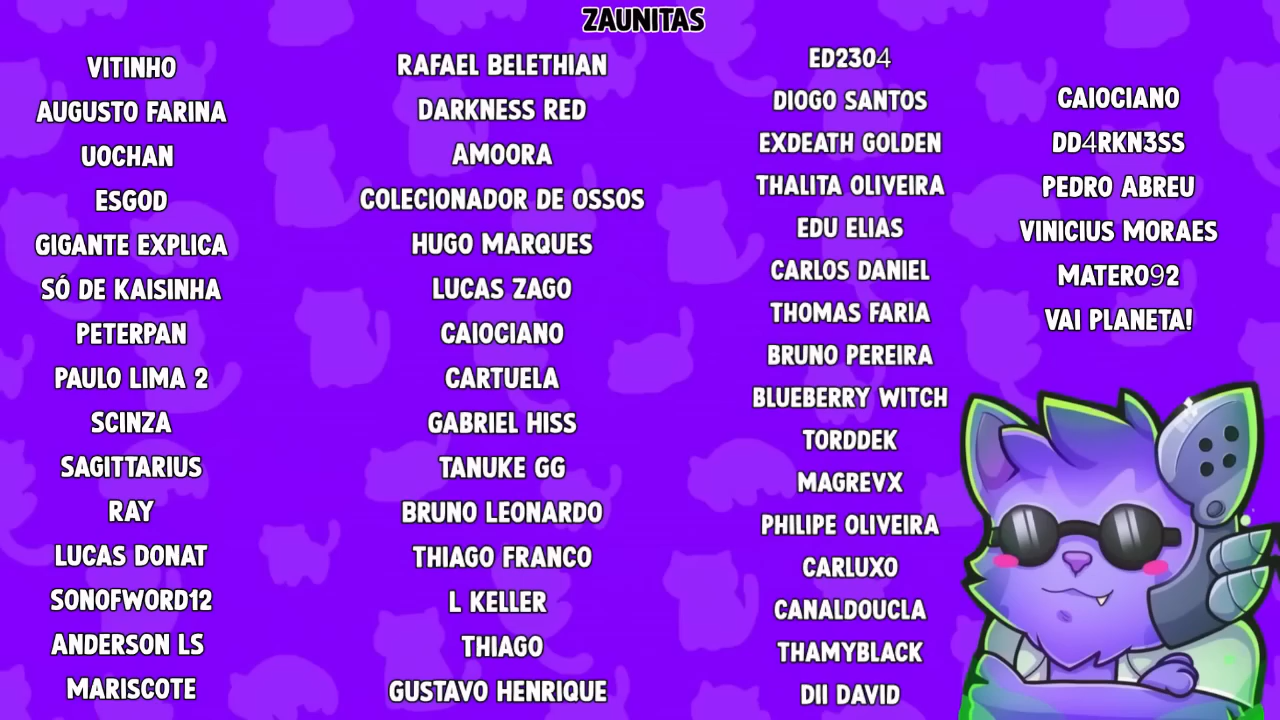 ZAUNITAS
VITINHO
AUGUSTO FARINA
UOCHAN
ESGOD
GIGANTE EXPLICA
SÓ DE KAISINHA
PETERPAN
PAULO LIMA 2
SCINZA
SAGITTARIUS
RAY
LUCAS DONAT
SONOFWORD12
ANDERSON LS
MARISCOTE
RAFAEL BELETHIAN
DARKNESS RED
AMOORA
COLECIONADOR DE OSSOS
HUGO MARQUES
LUCAS ZAGO
CAIOCIANO
CARTUELA
GABRIEL HISS
TANUKE GG
BRUNO LEONARDO
THIAGO FRANCO
L KELLER
THIAGO
GUSTAVO HENRIQUE
ED2304
DIOGO SANTOS
EXDEATH GOLDEN
THALITA OLIVEIRA
EDU ELIAS
CARLOS DANIEL
THOMAS FARIA
BRUNO PEREIRA
BLUEBERRY WITCH
TORDDEK
MAGREVX
PHILIPE OLIVEIRA
CARLUXO
CANALDOUCLA
THAMYBLACK
DII DAVID
CAIOCIANO
DD4RKN3SS
PEDRO ABREU
VINICIUS MORAES
MATERO92
VAI PLANETA!